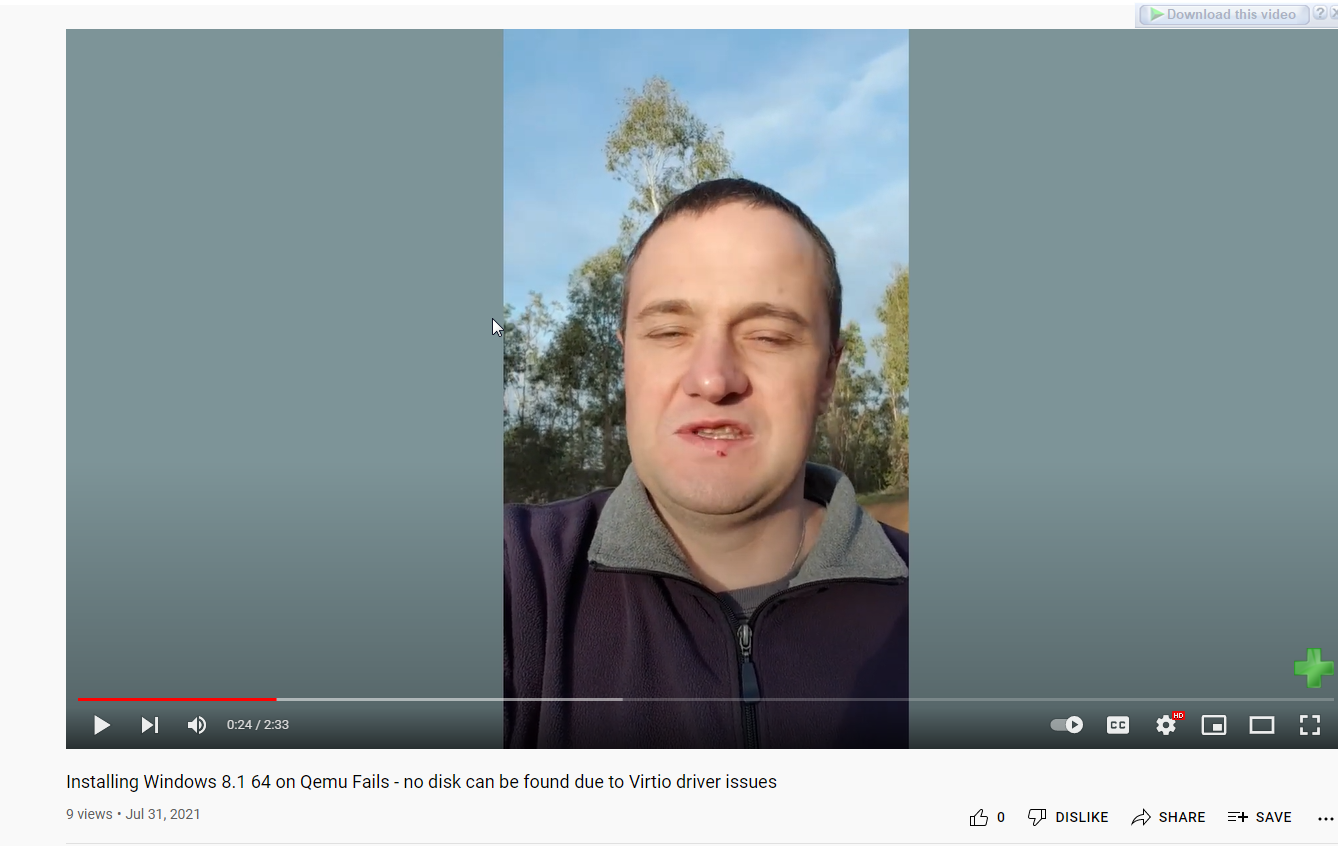 Download this video
?
0:24 / 2:33
CC
HD
Installing Windows 8.1 64 on Qemu Fails - no disk can be found due to Virtio driver issues
9 views • Jul 31, 2021
0 DISLIKE SHARE SAVE